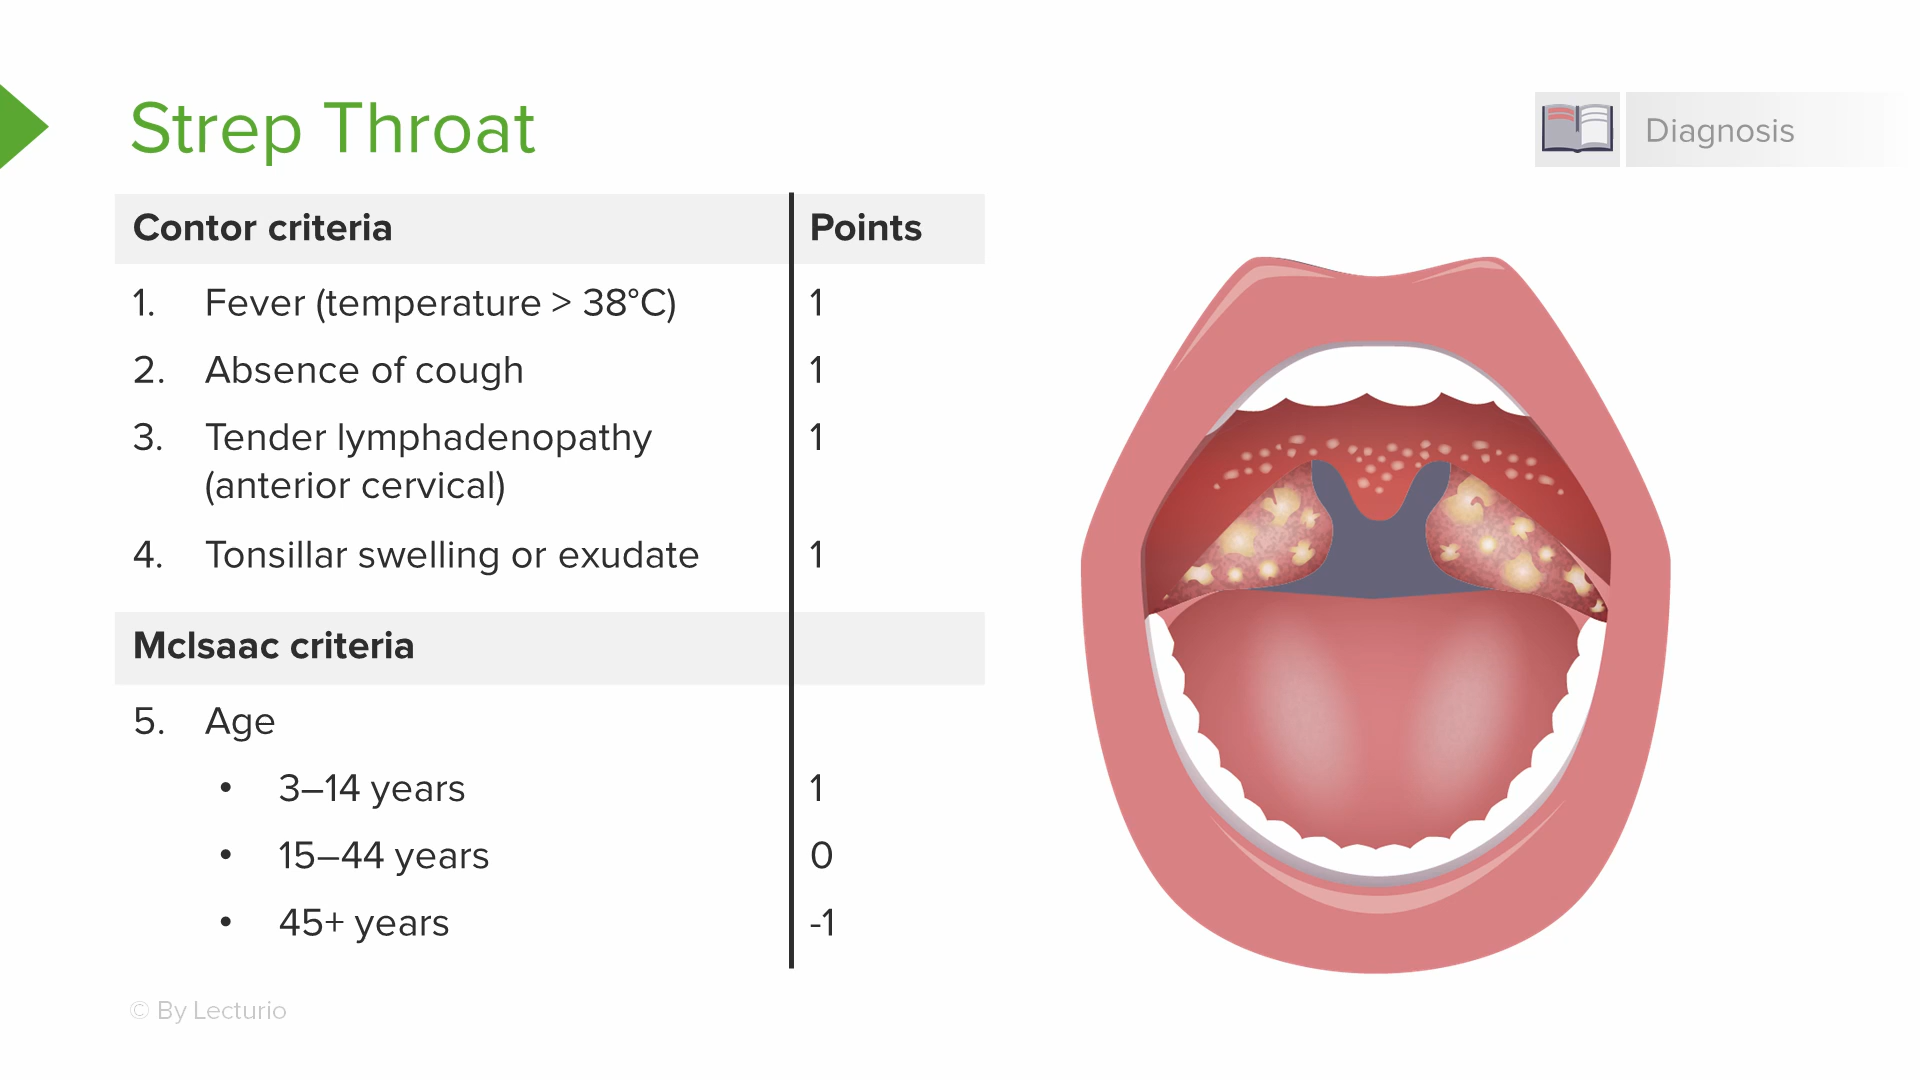 Strep Throat
Diagnosis
Contor criteria Points
1. Fever (temperature > 38°C) 1
2. Absence of cough 1
3. Tender lymphadenopathy 1
(anterior cervical)
4. Tonsillar swelling or exudate 1
McIsaac criteria
5. Age
• 3–14 years 1
• 15–44 years 0
• 45+ years -1
© By Lecturio